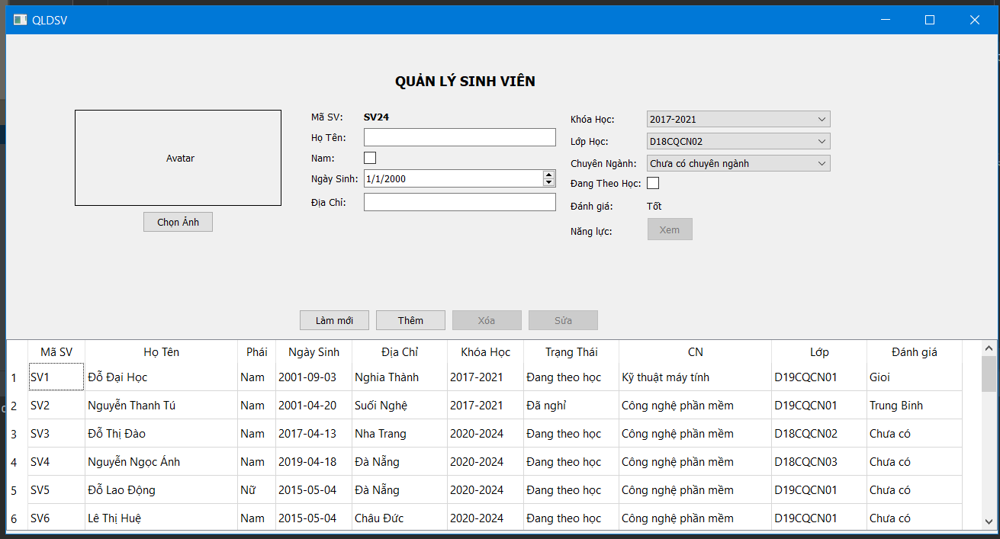 QLDSV
QUẢN LÝ SINH VIÊN
Avatar
Chọn Ảnh
Mã SV: SV24
Họ Tên:
Nam:
Ngày Sinh: 1/1/2000
Địa Chỉ:
Khóa Học: 2017-2021
Lớp Học: D18CQCN02
Chuyên Ngành: Chưa có chuyên ngành
Đang Theo Học:
Đánh giá: Tốt
Năng lực: Xem
Làm mới Thêm Xóa Sửa
Mã SV Họ Tên Phái Ngày Sinh Địa Chỉ Khóa Học Trạng Thái CN Lớp Đánh giá
1 SV1 Đỗ Đại Học Nam 2001-09-03 Nghia Thành 2017-2021 Đang theo học Kỹ thuật máy tính D19CQCN01 Gioi
2 SV2 Nguyễn Thanh Tú Nam 2001-04-20 Suối Nghệ 2017-2021 Đã nghỉ Công nghệ phần mềm D19CQCN01 Trung Binh
3 SV3 Đỗ Thị Đào Nam 2017-04-13 Nha Trang 2020-2024 Đang theo học Công nghệ phần mềm D18CQCN02 Chưa có
4 SV4 Nguyễn Ngọc Ánh Nam 2019-04-18 Đà Nẵng 2020-2024 Đang theo học Công nghệ phần mềm D18CQCN03 Chưa có
5 SV5 Đỗ Lao Động Nữ 2015-05-04 Đà Nẵng 2020-2024 Đang theo học Công nghệ phần mềm D19CQCN01 Chưa có
6 SV6 Lê Thị Huệ Nam 2015-05-04 Châu Đức 2020-2024 Đang theo học Công nghệ phần mềm D19CQCN01 Chưa có